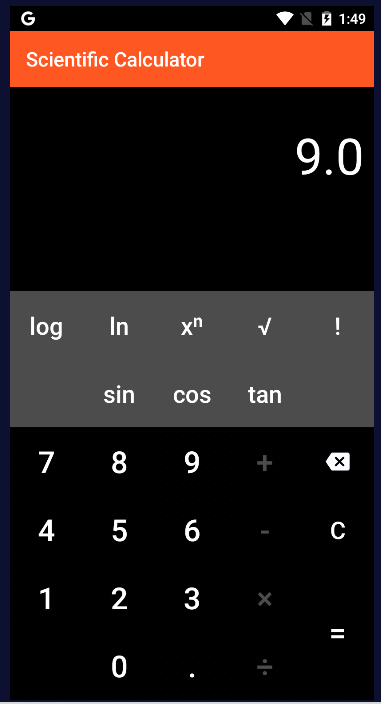 G 1:49
Scientific Calculator
9.0
log ln xⁿ √ !
sin cos tan
7 8 9 +
4 5 6 - C
1 2 3 ×
=
0 . ÷